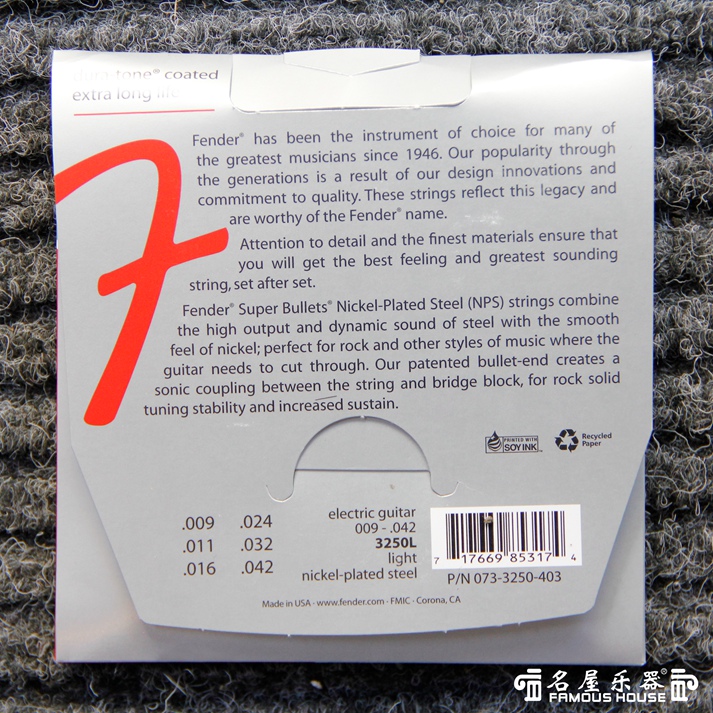 dura-tone® coated
extra long life
Fender® has been the instrument of choice for many of
the greatest musicians since 1946. Our popularity through
the generations is a result of our design innovations and
commitment to quality. These strings reflect this legacy and
are worthy of the Fender® name.
Attention to detail and the finest materials ensure that
you will get the best feeling and greatest sounding
string, set after set.
Fender® Super Bullets® Nickel-Plated Steel (NPS) strings combine
the high output and dynamic sound of steel with the smooth
feel of nickel; perfect for rock and other styles of music where the
guitar needs to cut through. Our patented bullet-end creates a
sonic coupling between the string and bridge block, for rock solid
tuning stability and increased sustain.
PRINTED WITH
SOY INK™
Recycled
Paper
.009 .024
.011 .032
.016 .042
electric guitar
009 - .042
3250L
light
nickel-plated steel
7 17669 85317 4
P/N 073-3250-403
Made in USA - www.fender.com - FMIC - Corona, CA
名屋乐器®
FAMOUS HOUSE